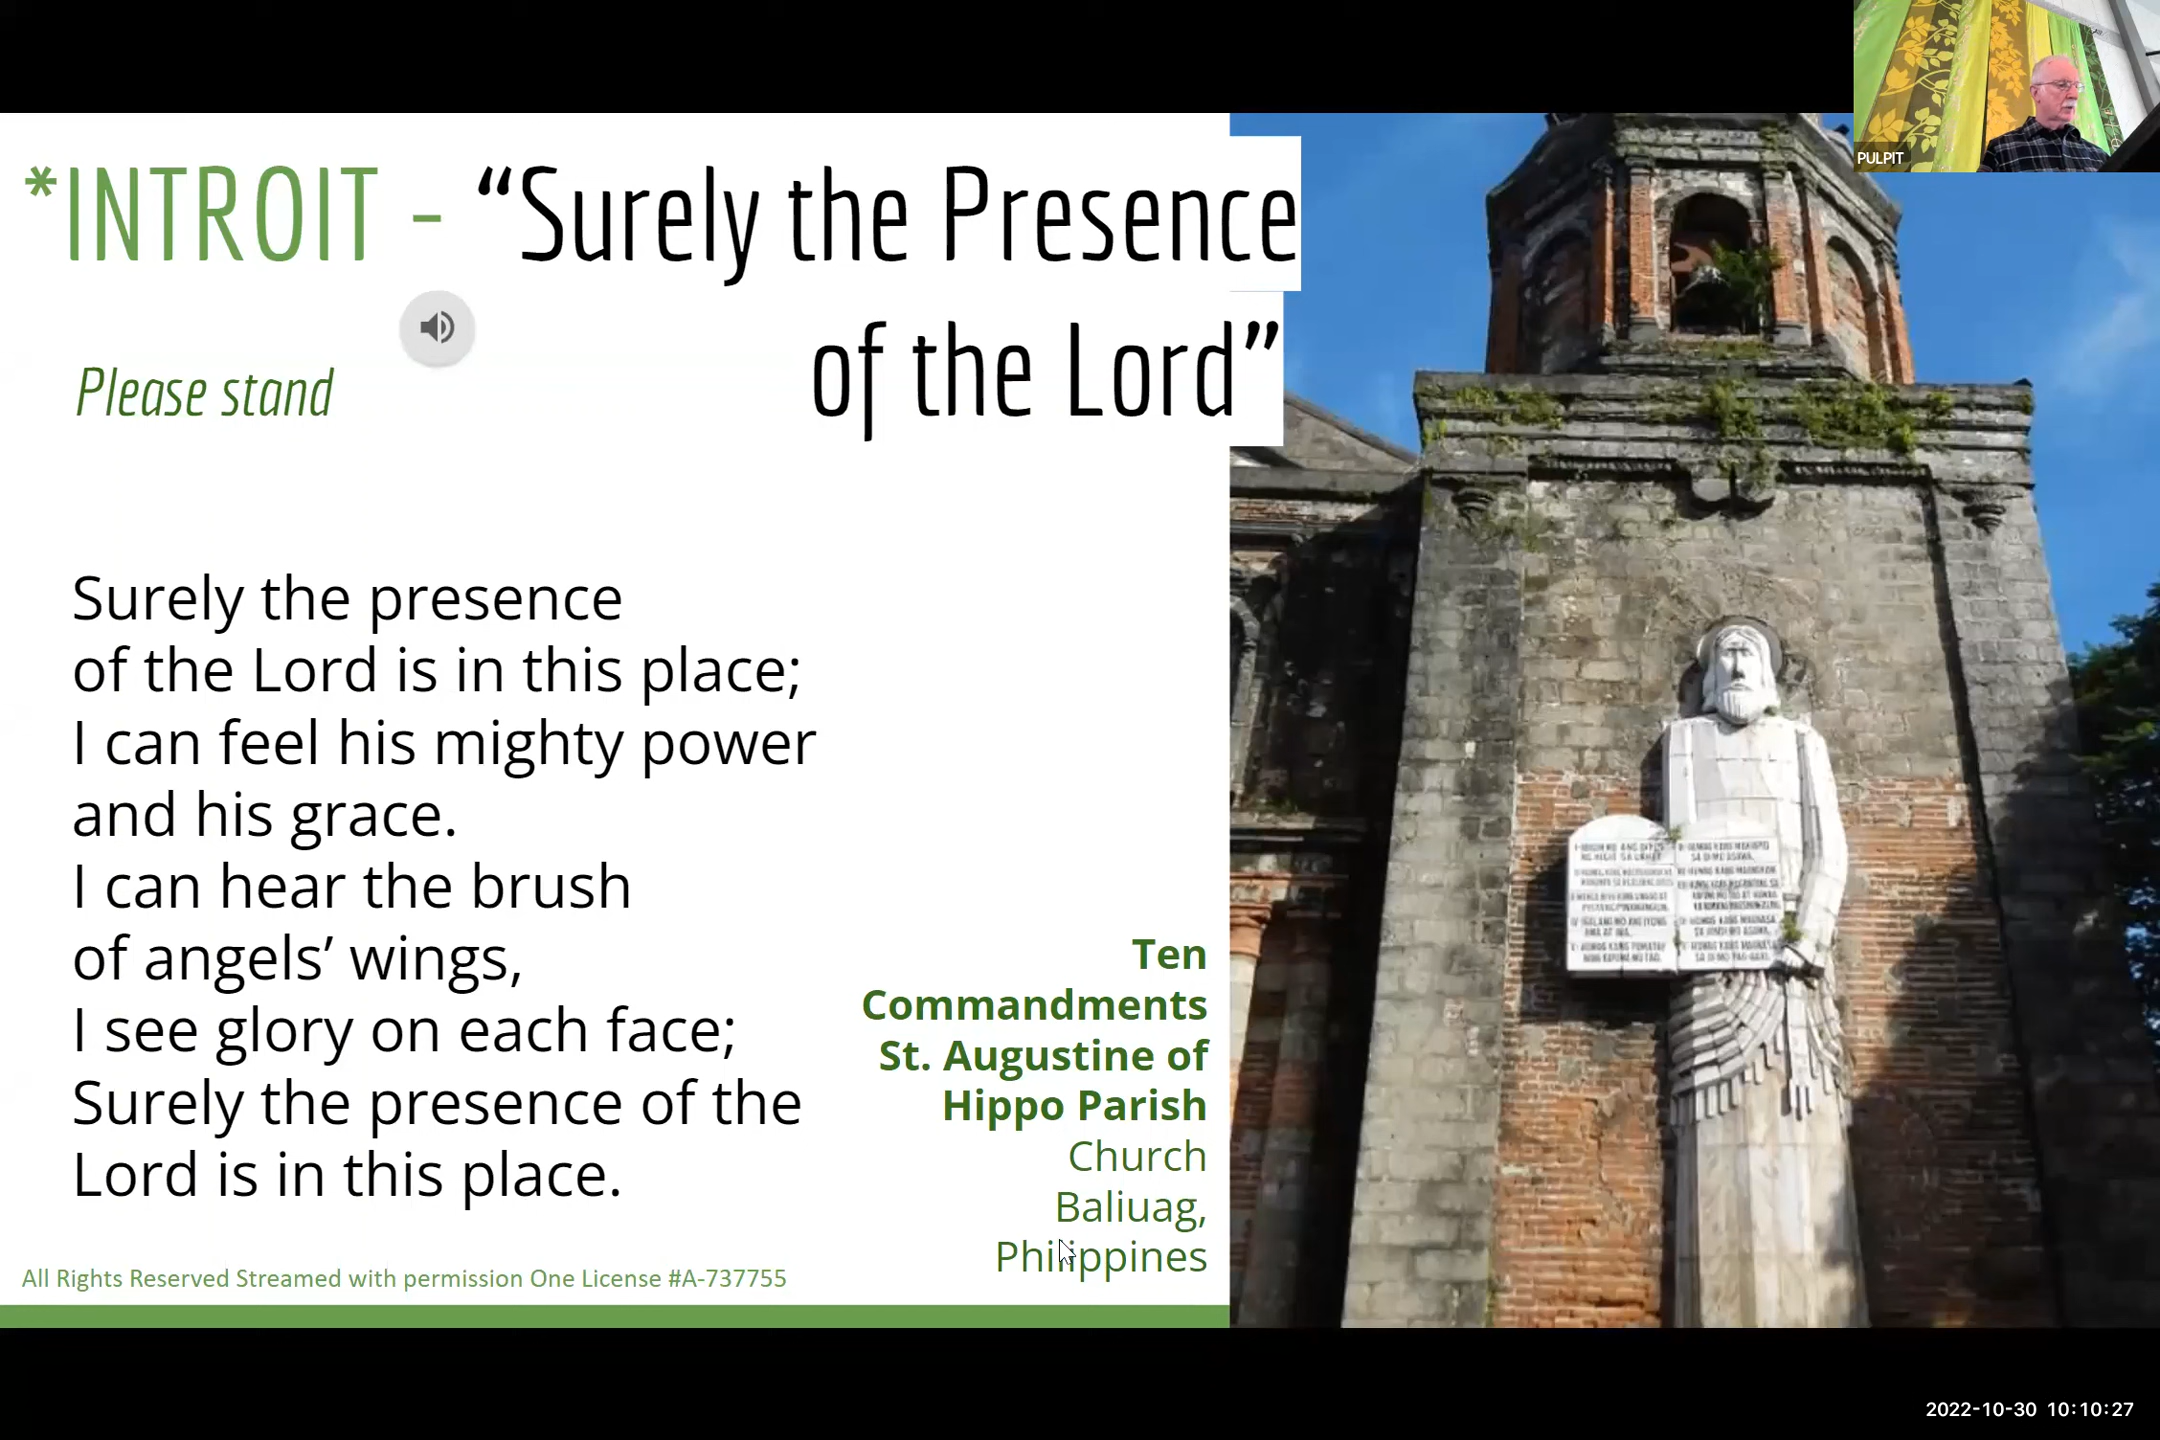 PULPIT
*INTROIT - “Surely the Presence
of the Lord”
Please stand
Surely the presence
of the Lord is in this place;
I can feel his mighty power
and his grace.
I can hear the brush
of angels’ wings,
I see glory on each face;
Surely the presence of the
Lord is in this place.
Ten
Commandments
St. Augustine of
Hippo Parish
Church
Baliuag,
Philippines
All Rights Reserved Streamed with permission One License #A-737755
2022-10-30 10:10:27